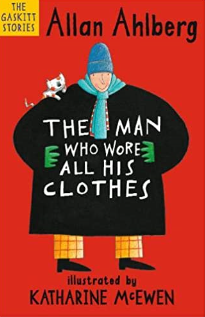 THE
GASKITT
STORIES
Allan Ahlberg
THE MAN
WHO WORE
ALL HIS
CLOTHES
illustrated by
KATHARINE McEWEN